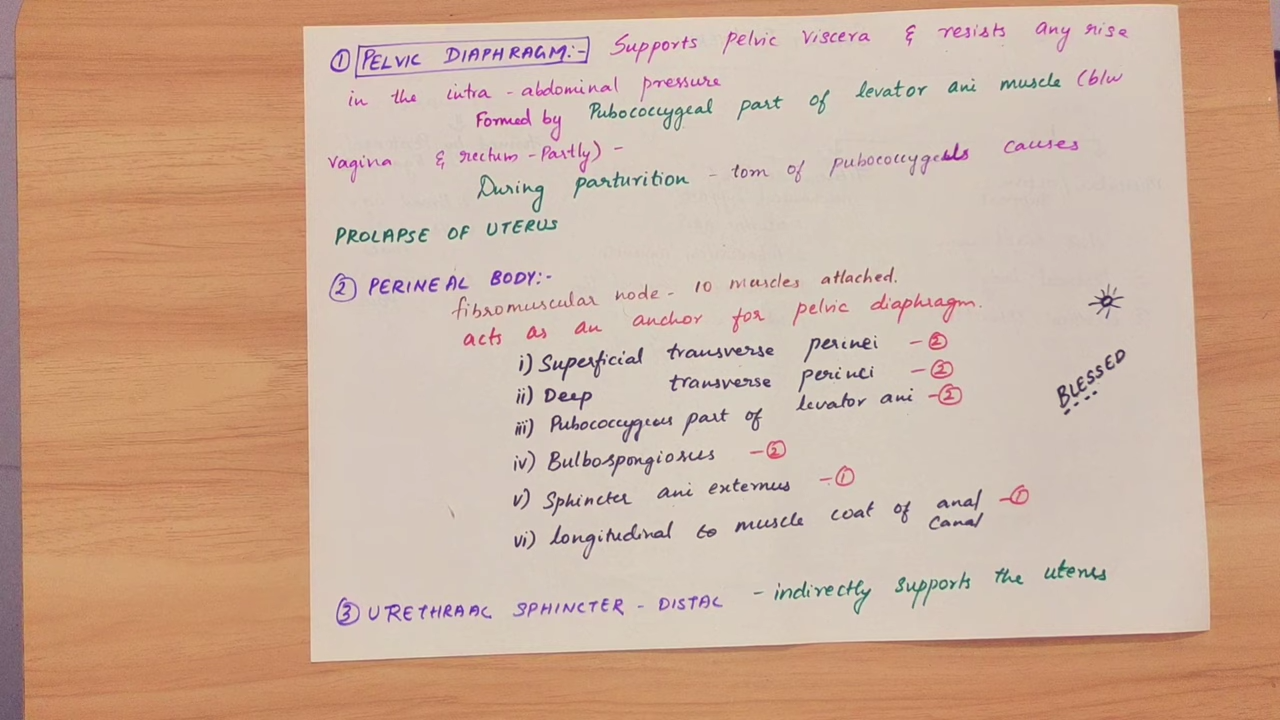 ① PELVIC DIAPHRAGM:- Supports pelvic viscera & resists any rise
in the intra-abdominal pressure
Formed by Pubococcygeal part of levator ani muscle (b/w
vagina & rectum - Partly) -
During parturition - torn of pubococcygeus causes
PROLAPSE OF UTERUS
② PERINEAL BODY:-
fibromuscular node - 10 muscles attached.
acts as an anchor for pelvic diaphragm.
i) Superficial transverse perinei - ②
ii) Deep transverse perinei - ②
iii) Pubococcygeus part of levator ani - ②
iv) Bulbospongiosus - ②
v) Sphincter ani externus - ①
vi) longitudinal to muscle coat of anal canal - ①
③ URETHRAAL SPHINCTER - DISTAL - indirectly supports the uterus
BLESSED